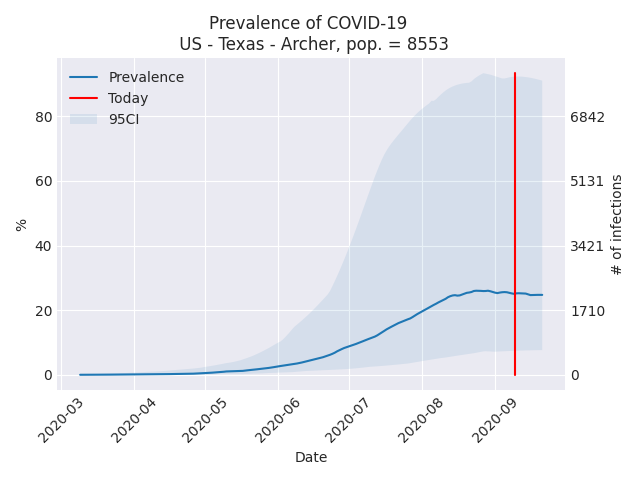 Prevalence of COVID-19
US - Texas - Archer, pop. = 8553
Prevalence
Today
95CI
80
60
40
20
0
%
6842
5131
3421
1710
0
# of infections
2020-03
2020-04
2020-05
2020-06
2020-07
2020-08
2020-09
Date